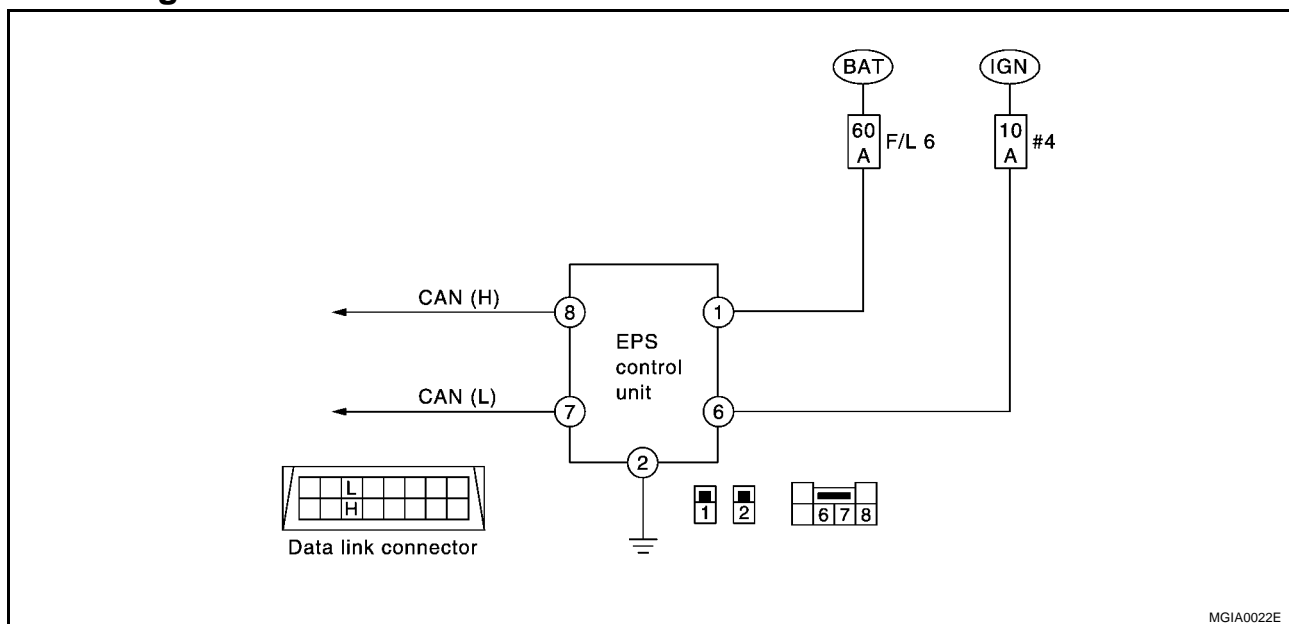 BAT
IGN
60
A
F/L 6
10
A
#4
CAN (H)
8
1
EPS
control
unit
CAN (L)
7
6
2
L
H
1
2
6 7 8
Data link connector
MGIA0022E